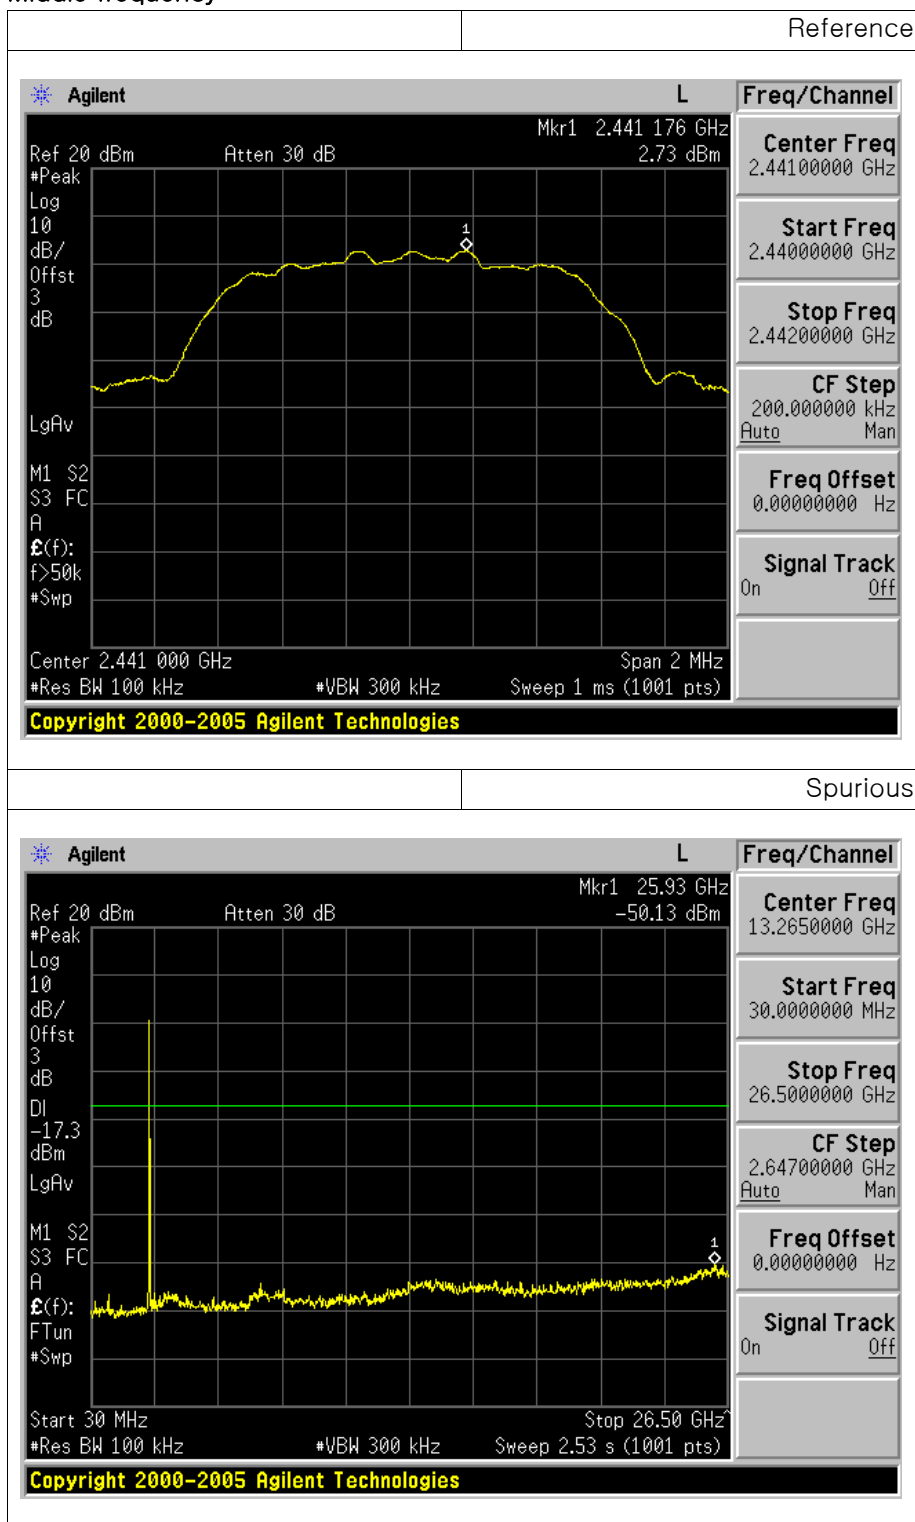 Middle frequency
Reference
Agilent L Freq/Channel
Mkr1 2.441 176 GHz
Ref 20 dBm Atten 30 dB 2.73 dBm
#Peak
Log
10
dB/
Offst
3
dB
LgAv
M1 S2
S3 FC
A
£(f):
f>50k
#Swp
1
Center 2.441 000 GHz Span 2 MHz
#Res BW 100 kHz #VBW 300 kHz Sweep 1 ms (1001 pts)
Copyright 2000-2005 Agilent Technologies
Center Freq
2.44100000 GHz
Start Freq
2.44000000 GHz
Stop Freq
2.44200000 GHz
CF Step
200.000000 kHz
Auto Man
Freq Offset
0.00000000 Hz
Signal Track
On Off
Spurious
Agilent L Freq/Channel
Mkr1 25.93 GHz
Ref 20 dBm Atten 30 dB -50.13 dBm
#Peak
Log
10
dB/
Offst
3
dB
DI
-17.3
dBm
LgAv
M1 S2
S3 FC
A
£(f):
FTun
#Swp
1
Start 30 MHz Stop 26.50 GHz^
#Res BW 100 kHz #VBW 300 kHz Sweep 2.53 s (1001 pts)
Copyright 2000-2005 Agilent Technologies
Center Freq
13.2650000 GHz
Start Freq
30.0000000 MHz
Stop Freq
26.5000000 GHz
CF Step
2.64700000 GHz
Auto Man
Freq Offset
0.00000000 Hz
Signal Track
On Off